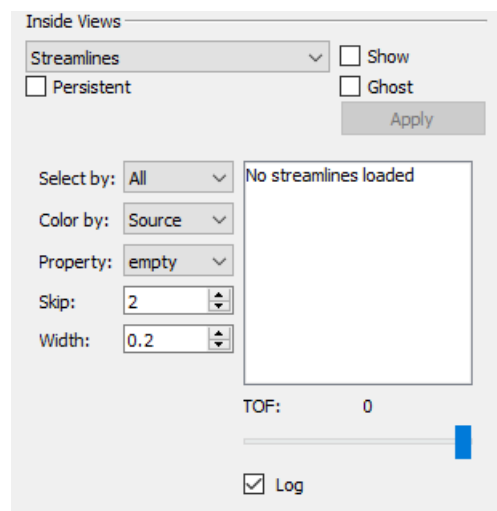 Inside Views
Streamlines
Show
Persistent
Ghost
Apply
Select by: All
No streamlines loaded
Color by: Source
Property: empty
Skip: 2
Width: 0.2
TOF: 0
Log